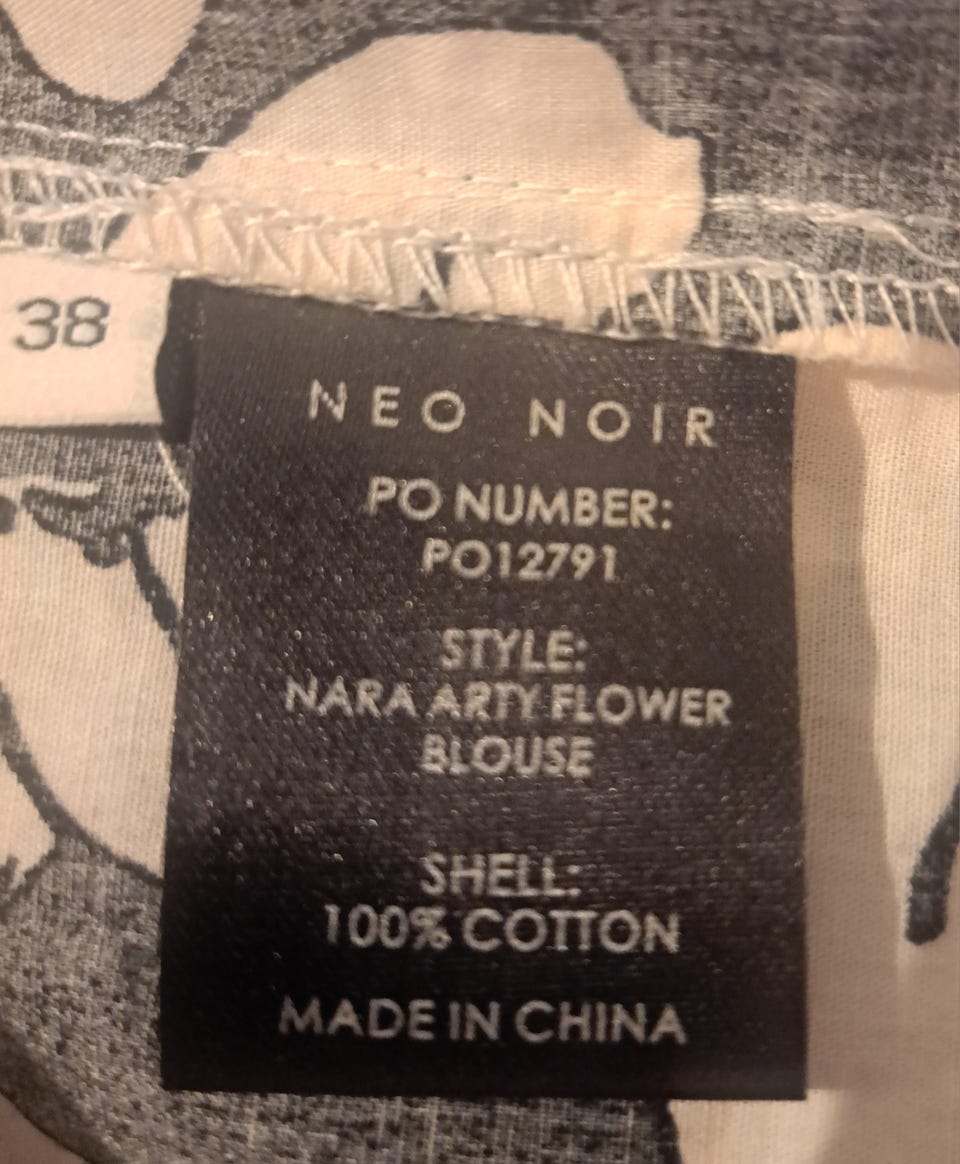 38
NEO NOIR
PO NUMBER:
PO12791
STYLE:
NARA ARTY FLOWER
BLOUSE
SHELL:
100% COTTON
MADE IN CHINA